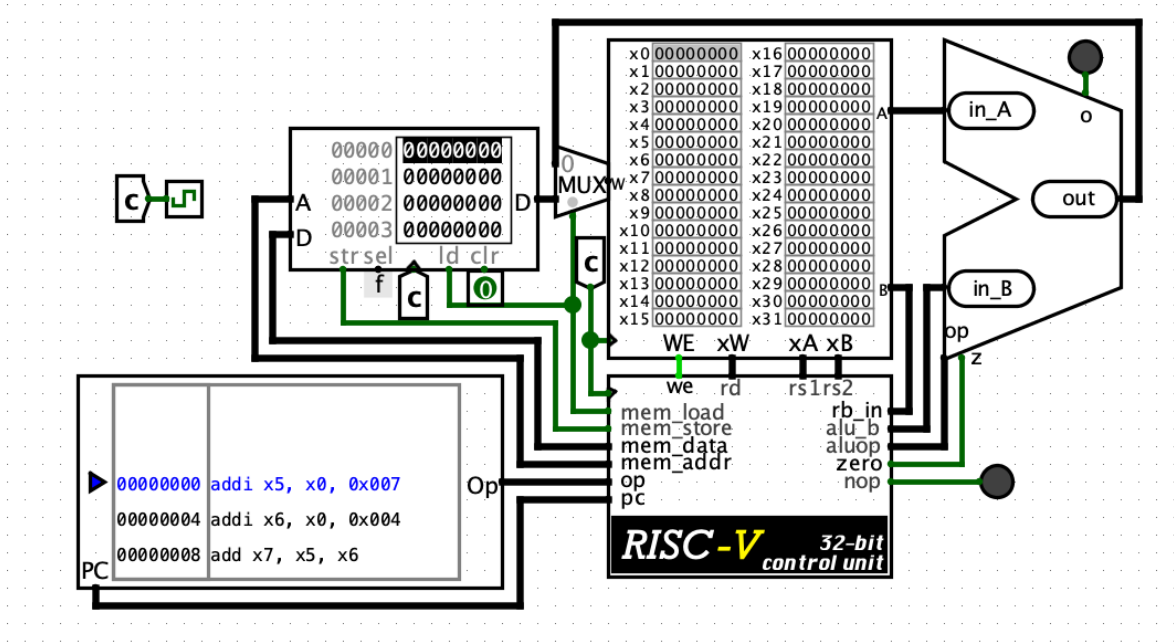 c
00000 00000000
00001 00000000
00002 00000000
00003 00000000
A
D
D
str sel ld clr
f
c
0
0
MUX
c
x0 00000000 x16 00000000
x1 00000000 x17 00000000
x2 00000000 x18 00000000
x3 00000000 x19 00000000
x4 00000000 x20 00000000
x5 00000000 x21 00000000
x6 00000000 x22 00000000
x7 00000000 x23 00000000
x8 00000000 x24 00000000
x9 00000000 x25 00000000
x10 00000000 x26 00000000
x11 00000000 x27 00000000
x12 00000000 x28 00000000
x13 00000000 x29 00000000
x14 00000000 x30 00000000
x15 00000000 x31 00000000
W
A
B
WE xW xA xB
in_A
o
out
in_B
op
z
we rd rs1 rs2
mem_load
mem_store
mem_data
mem_addr
op
pc
rb_in
alu_b
aluop
zero
nop
RISC-V
32-bit
control unit
00000000 addi x5, x0, 0x007
00000004 addi x6, x0, 0x004
00000008 add x7, x5, x6
Op
PC